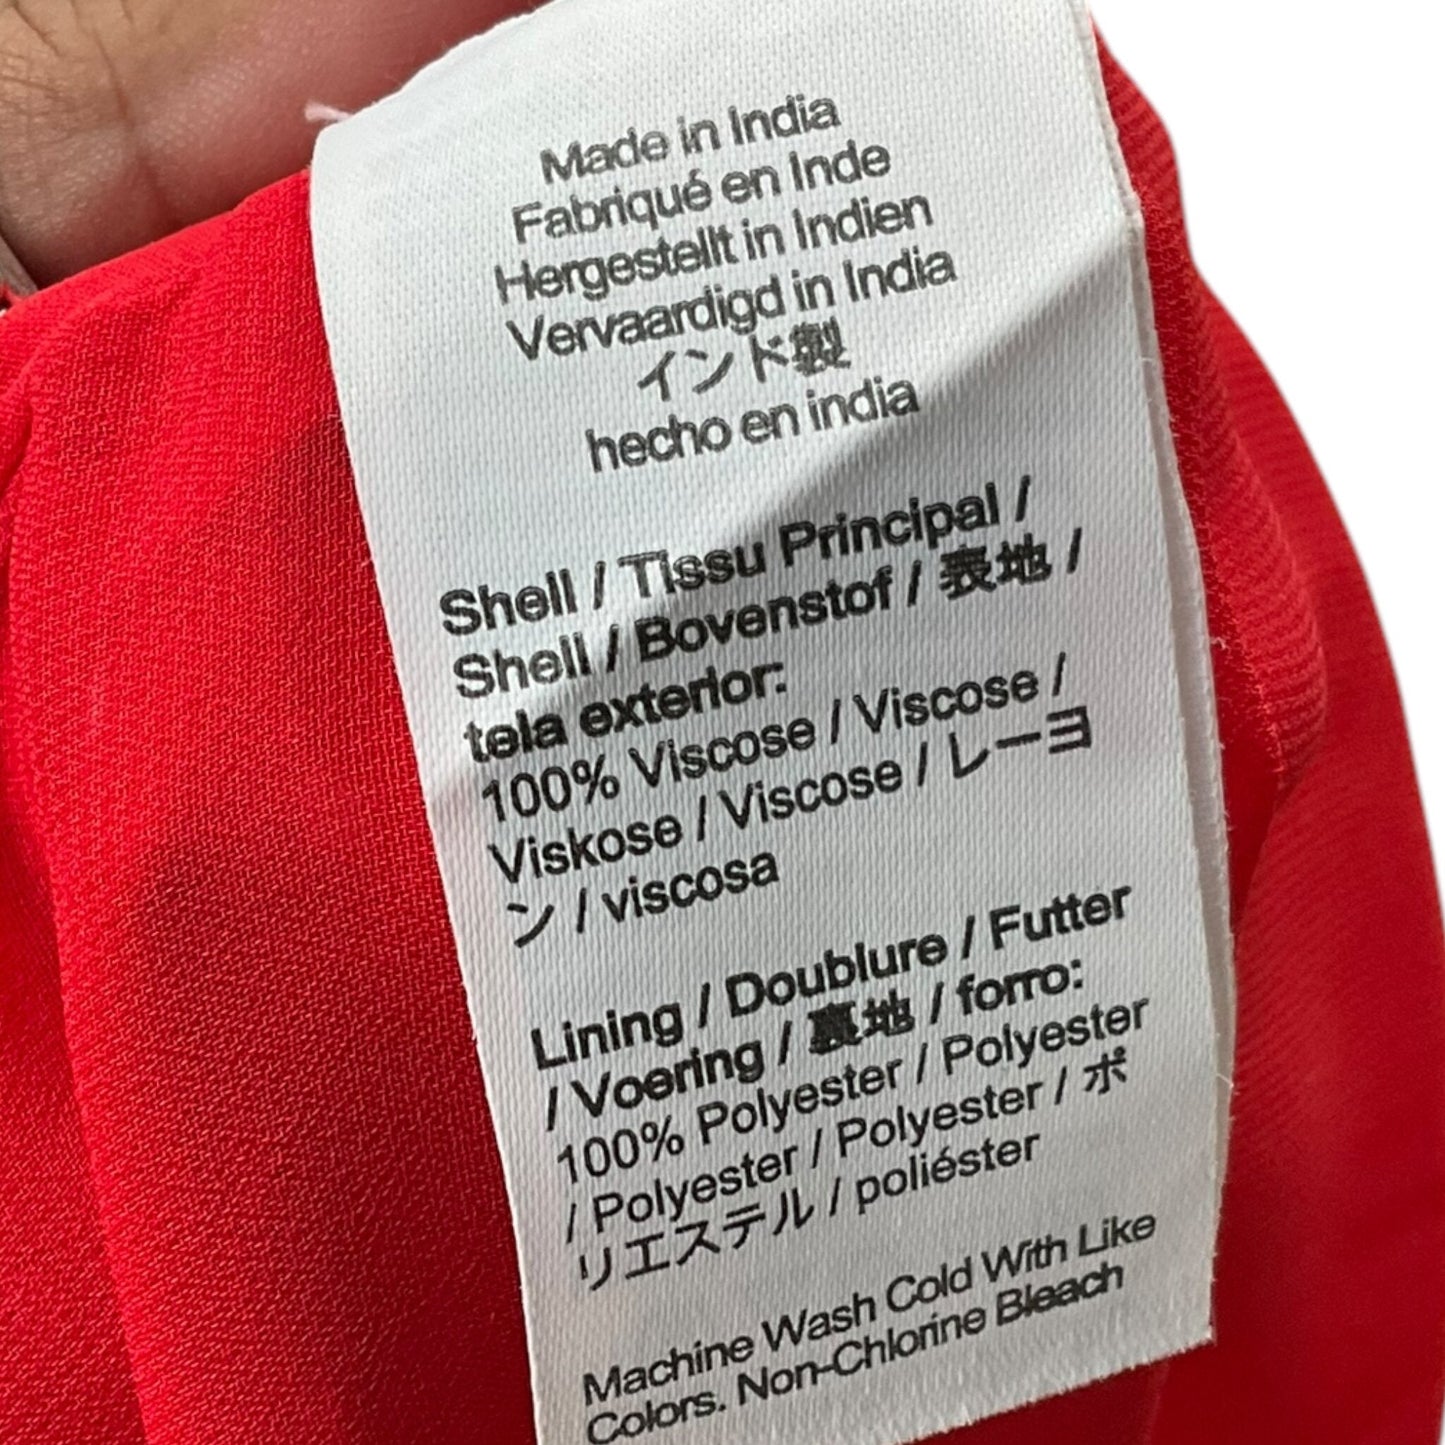 Made in India
Fabriqué en Inde
Hergestellt in Indien
Vervaardigd in India
インド製
hecho en india
Shell / Tissu Principal /
Shell / Bovenstof / 表地 /
tela exterior:
100% Viscose / Viscose /
Viskose / Viscose / レーヨ
ン / viscosa
Lining / Doublure / Futter
/ Voering / 裏地 / forro:
100% Polyester / Polyester
/ Polyester / Polyester / ポ
リエステル / poliéster
Machine Wash Cold With Like
Colors. Non-Chlorine Bleach